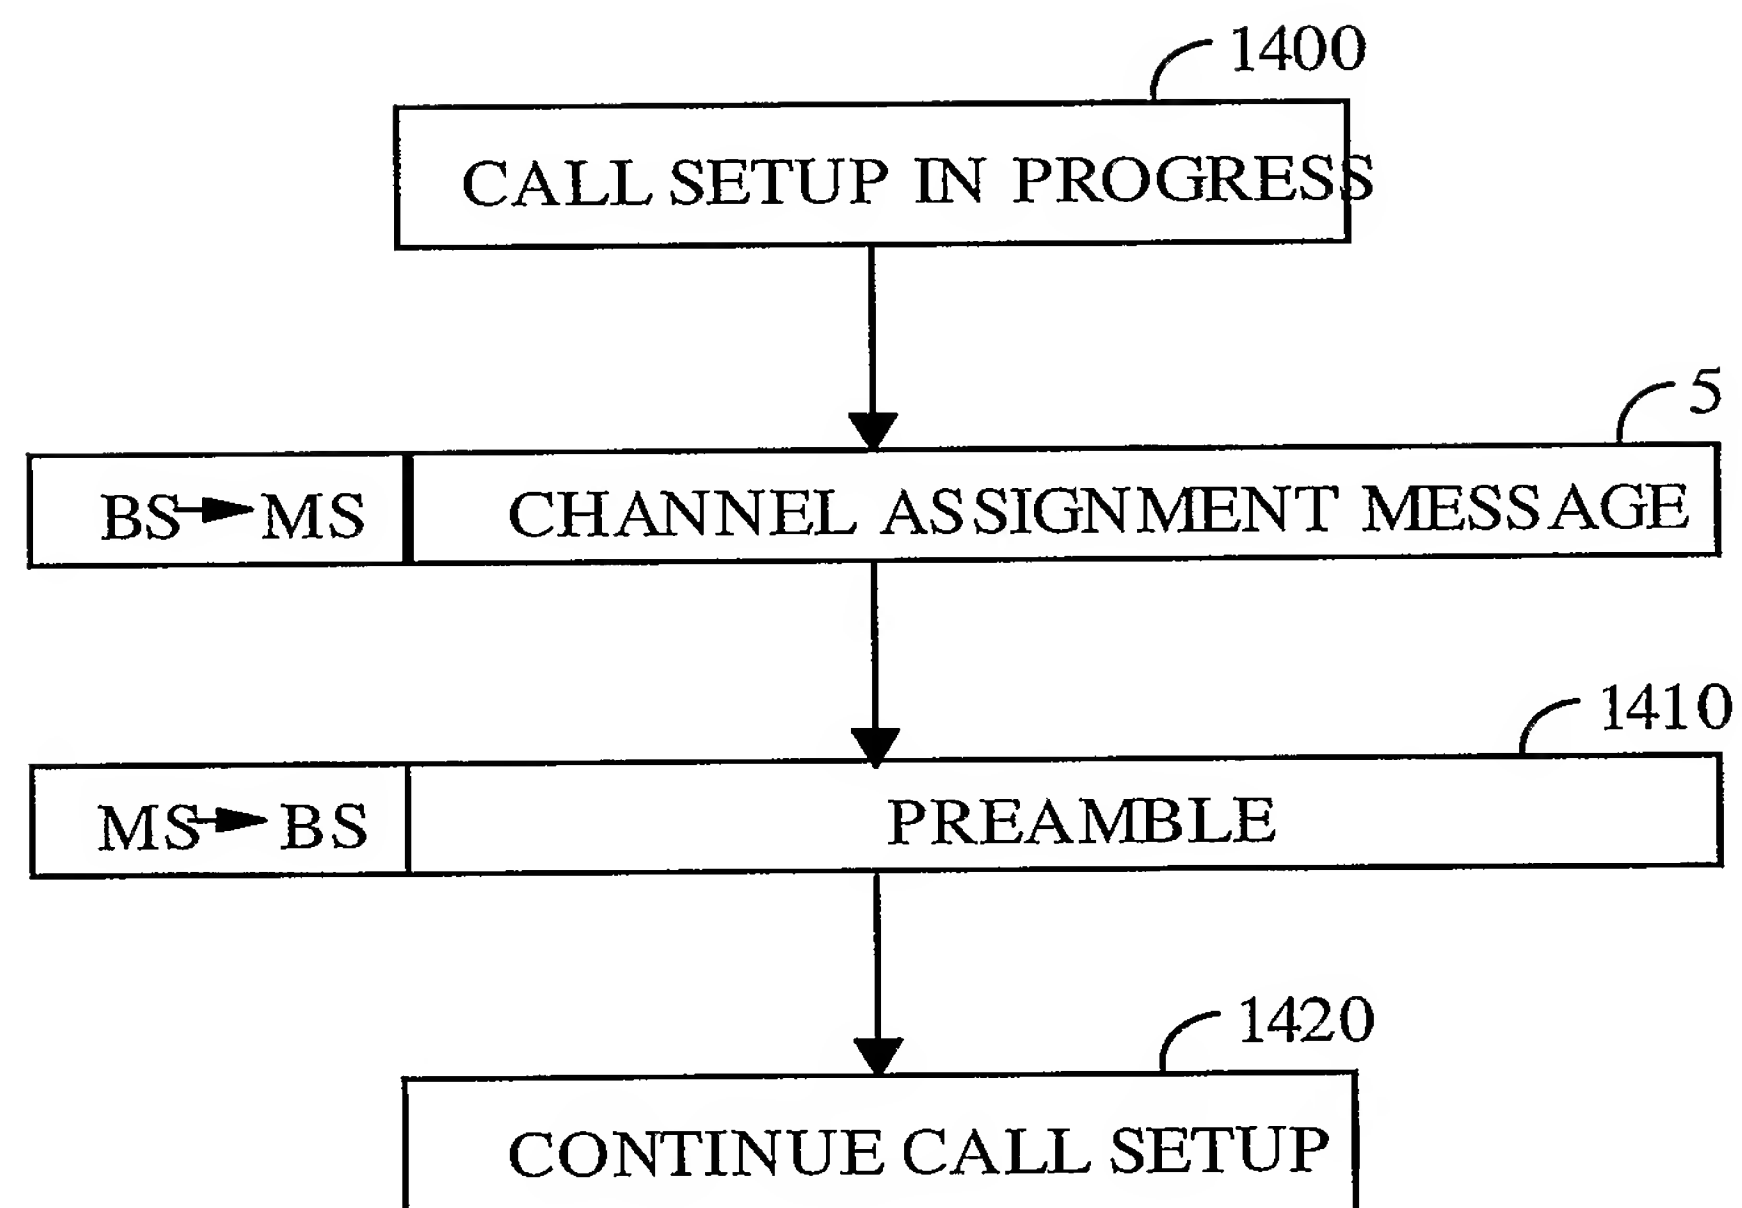 1400
CALL SETUP IN PROGRESS
5
BS→MS CHANNEL ASSIGNMENT MESSAGE
1410
MS→BS PREAMBLE
1420
CONTINUE CALL SETUP